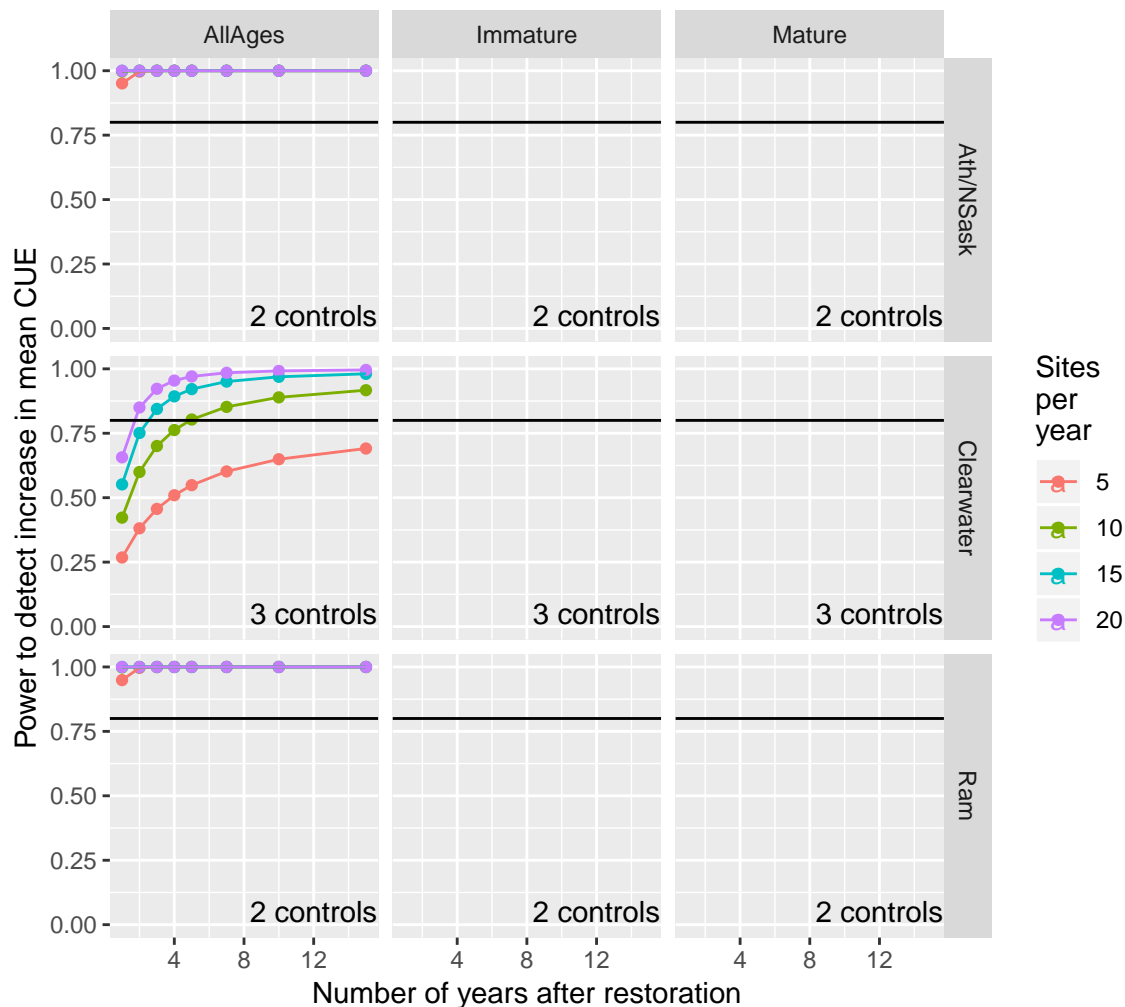 AllAges
Immature
Mature
Power to detect increase in mean CUE
1.00
0.75
0.50
0.25
0.00
2 controls
2 controls
2 controls
Ath/NSask
1.00
0.75
0.50
0.25
0.00
3 controls
3 controls
3 controls
Clearwater
1.00
0.75
0.50
0.25
0.00
2 controls
2 controls
2 controls
Ram
4 8 12
4 8 12
4 8 12
Number of years after restoration
Sites
per
year
a 5
a 10
a 15
a 20